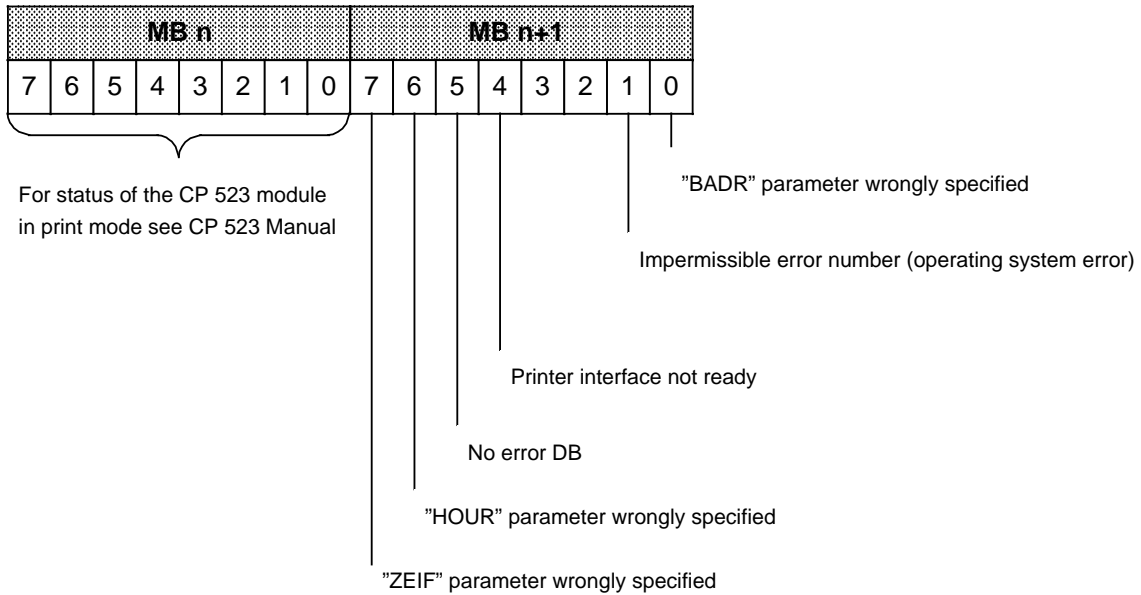 MB n MB n+1
7 6 5 4 3 2 1 0 7 6 5 4 3 2 1 0
For status of the CP 523 module
in print mode see CP 523 Manual
”BADR” parameter wrongly specified
Impermissible error number (operating system error)
Printer interface not ready
No error DB
”HOUR” parameter wrongly specified
”ZEIF” parameter wrongly specified